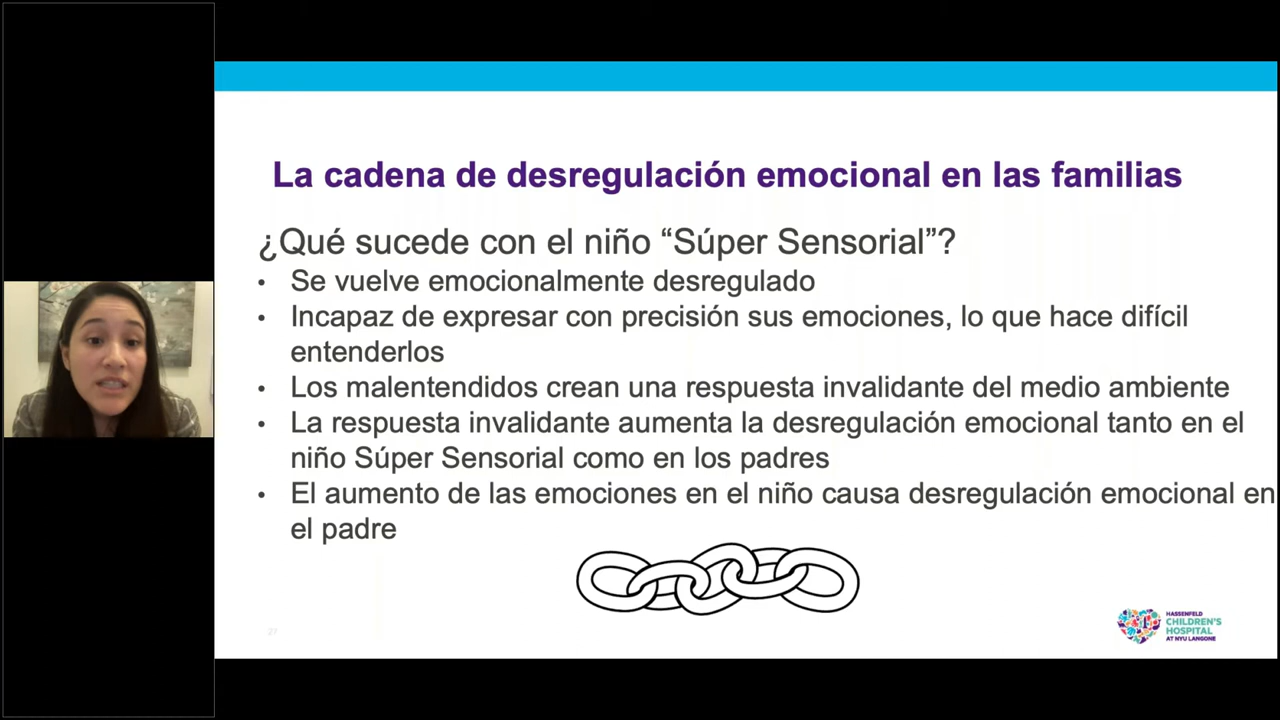 La cadena de desregulación emocional en las familias
¿Qué sucede con el niño “Súper Sensorial”?
• Se vuelve emocionalmente desregulado
• Incapaz de expresar con precisión sus emociones, lo que hace difícil
entenderlos
• Los malentendidos crean una respuesta invalidante del medio ambiente
• La respuesta invalidante aumenta la desregulación emocional tanto en el
niño Súper Sensorial como en los padres
• El aumento de las emociones en el niño causa desregulación emocional en
el padre
27
HASSENFELD
CHILDREN'S
HOSPITAL
AT NYU LANGONE